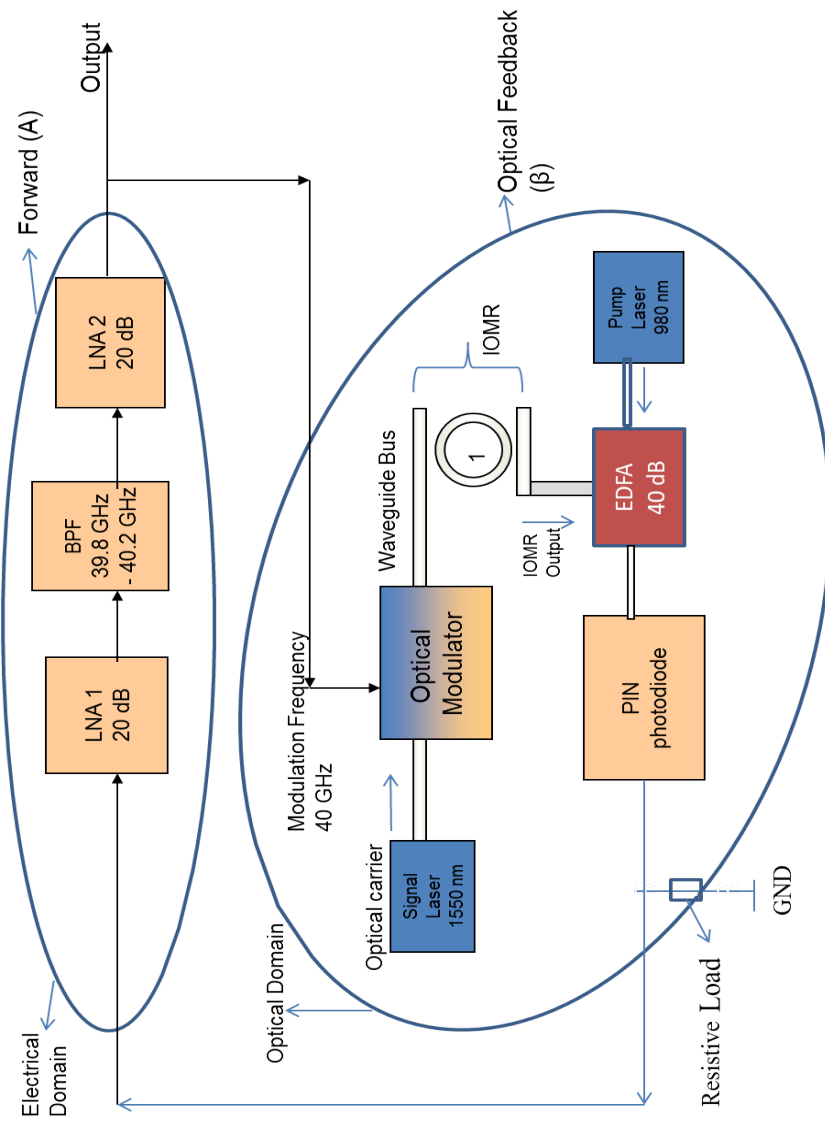 Electrical
Domain
Forward (A)
Output
LNA 1
20 dB
BPF
39.8 GHz
- 40.2 GHz
LNA 2
20 dB
Optical Domain
Modulation Frequency
40 GHz
Optical Feedback
(β)
Optical carrier
Signal
Laser
1550 nm
Optical
Modulator
Waveguide Bus
1
IOMR
IOMR
Output
PIN
photodiode
EDFA
40 dB
Pump
Laser
980 nm
Resistive Load
GND